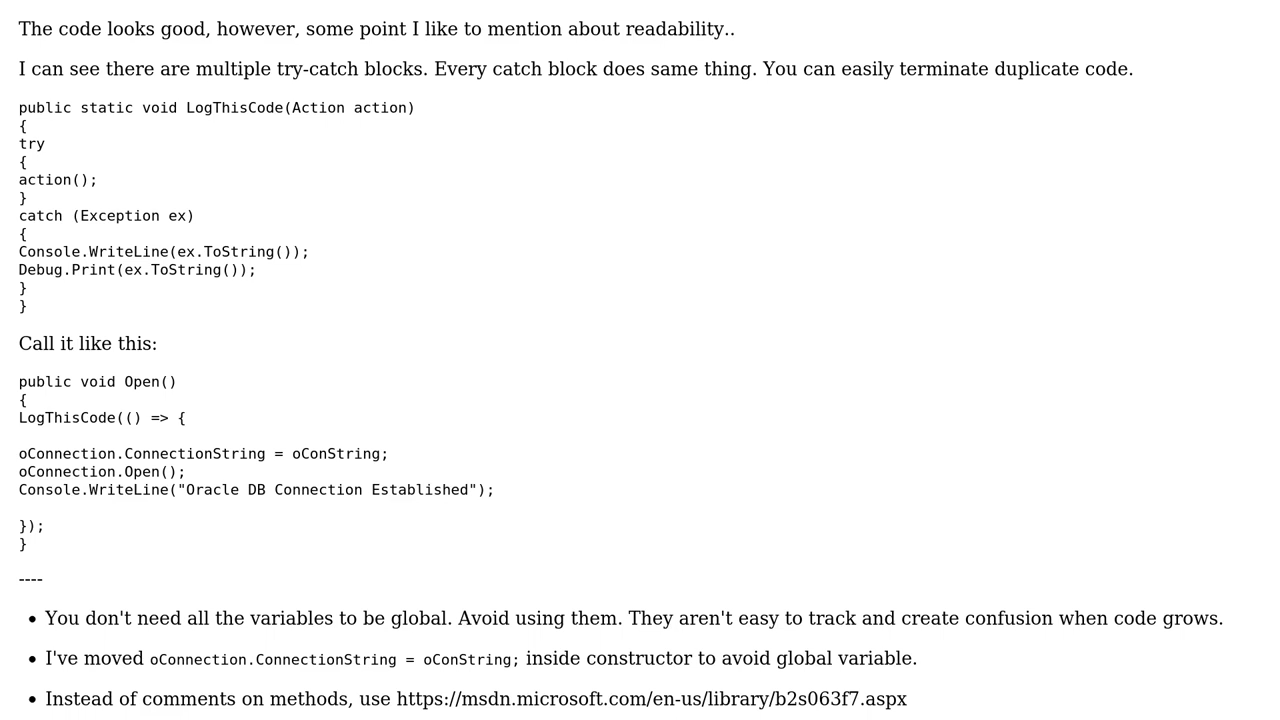 The code looks good, however, some point I like to mention about readability..
I can see there are multiple try-catch blocks. Every catch block does same thing. You can easily terminate duplicate code.
public static void LogThisCode(Action action)
{
try
{
action();
}
catch (Exception ex)
{
Console.WriteLine(ex.ToString());
Debug.Print(ex.ToString());
}
}
Call it like this:
public void Open()
{
LogThisCode(() => {
oConnection.ConnectionString = oConString;
oConnection.Open();
Console.WriteLine("Oracle DB Connection Established");
});
}
----
• You don't need all the variables to be global. Avoid using them. They aren't easy to track and create confusion when code grows.
• I've moved oConnection.ConnectionString = oConString; inside constructor to avoid global variable.
• Instead of comments on methods, use https://msdn.microsoft.com/en-us/library/b2s063f7.aspx